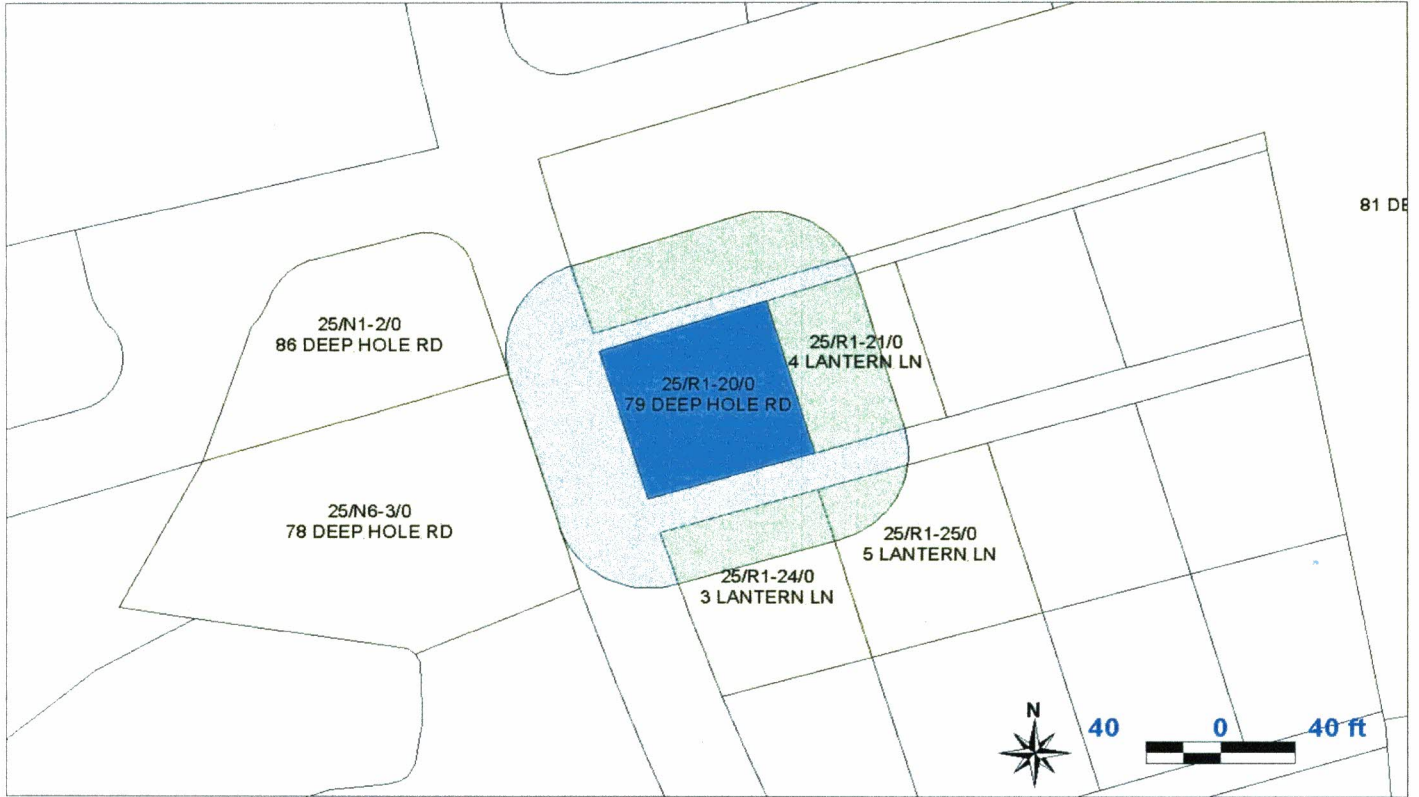 81 DE
25/N1-2/0
86 DEEP HOLE RD
25/R1-21/0
4 LANTERN LN
25/R1-20/0
79 DEEP HOLE RD
25/N6-3/0
78 DEEP HOLE RD
25/R1-25/0
5 LANTERN LN
25/R1-24/0
3 LANTERN LN
N
40 0 40 ft